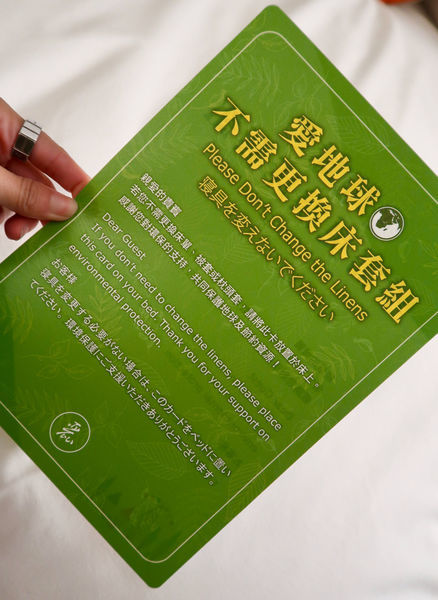 愛地球
不需更換床套組
Please Don't Change the Linens
寝具を変えたいでください
親愛的貴賓
若您不需更換床單、被套或枕頭套，請將此卡放置於床上。
感謝您對環保的支持，共同保護地球及節約資源！
Dear Guest
If you don't need to change the linens, please place
this card on your bed. Thank you for your support on
environmental protection.
お客様
寝具を変更する必要がない場合は、このカードをベッドに置い
てください。環境保護にご支援いただきありがとうございます。